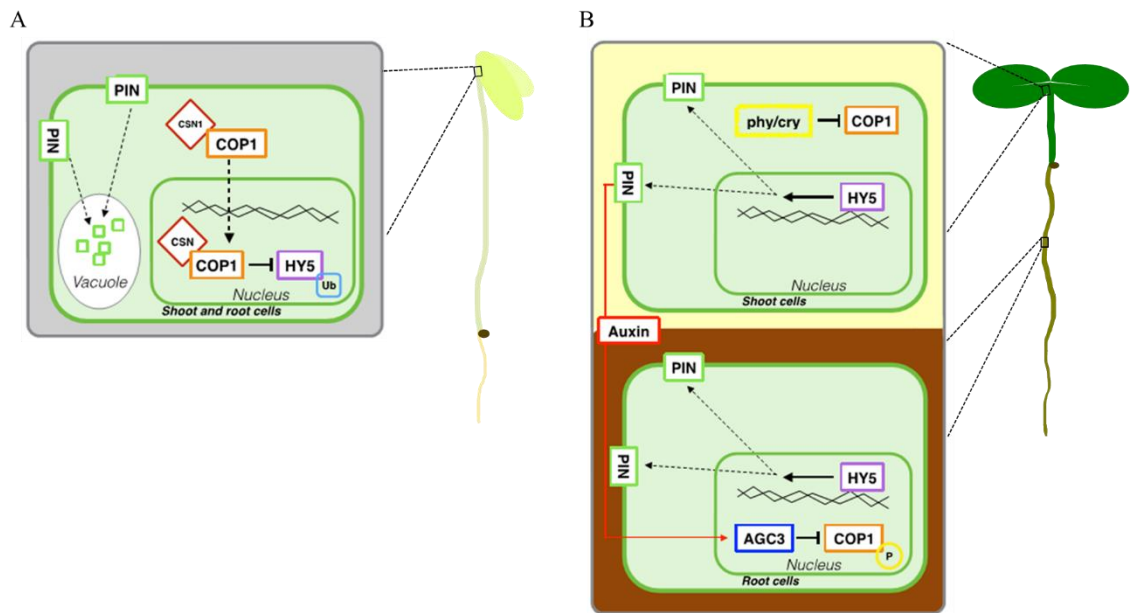 A
PIN
PIN
CSN1
COP1
CSN
COP1
HY5
Ub
Vacuole
Nucleus
Shoot and root cells
B
PIN
phy/cry
COP1
PIN
HY5
Nucleus
Shoot cells
Auxin
PIN
PIN
HY5
AGC3
COP1
P
Nucleus
Root cells